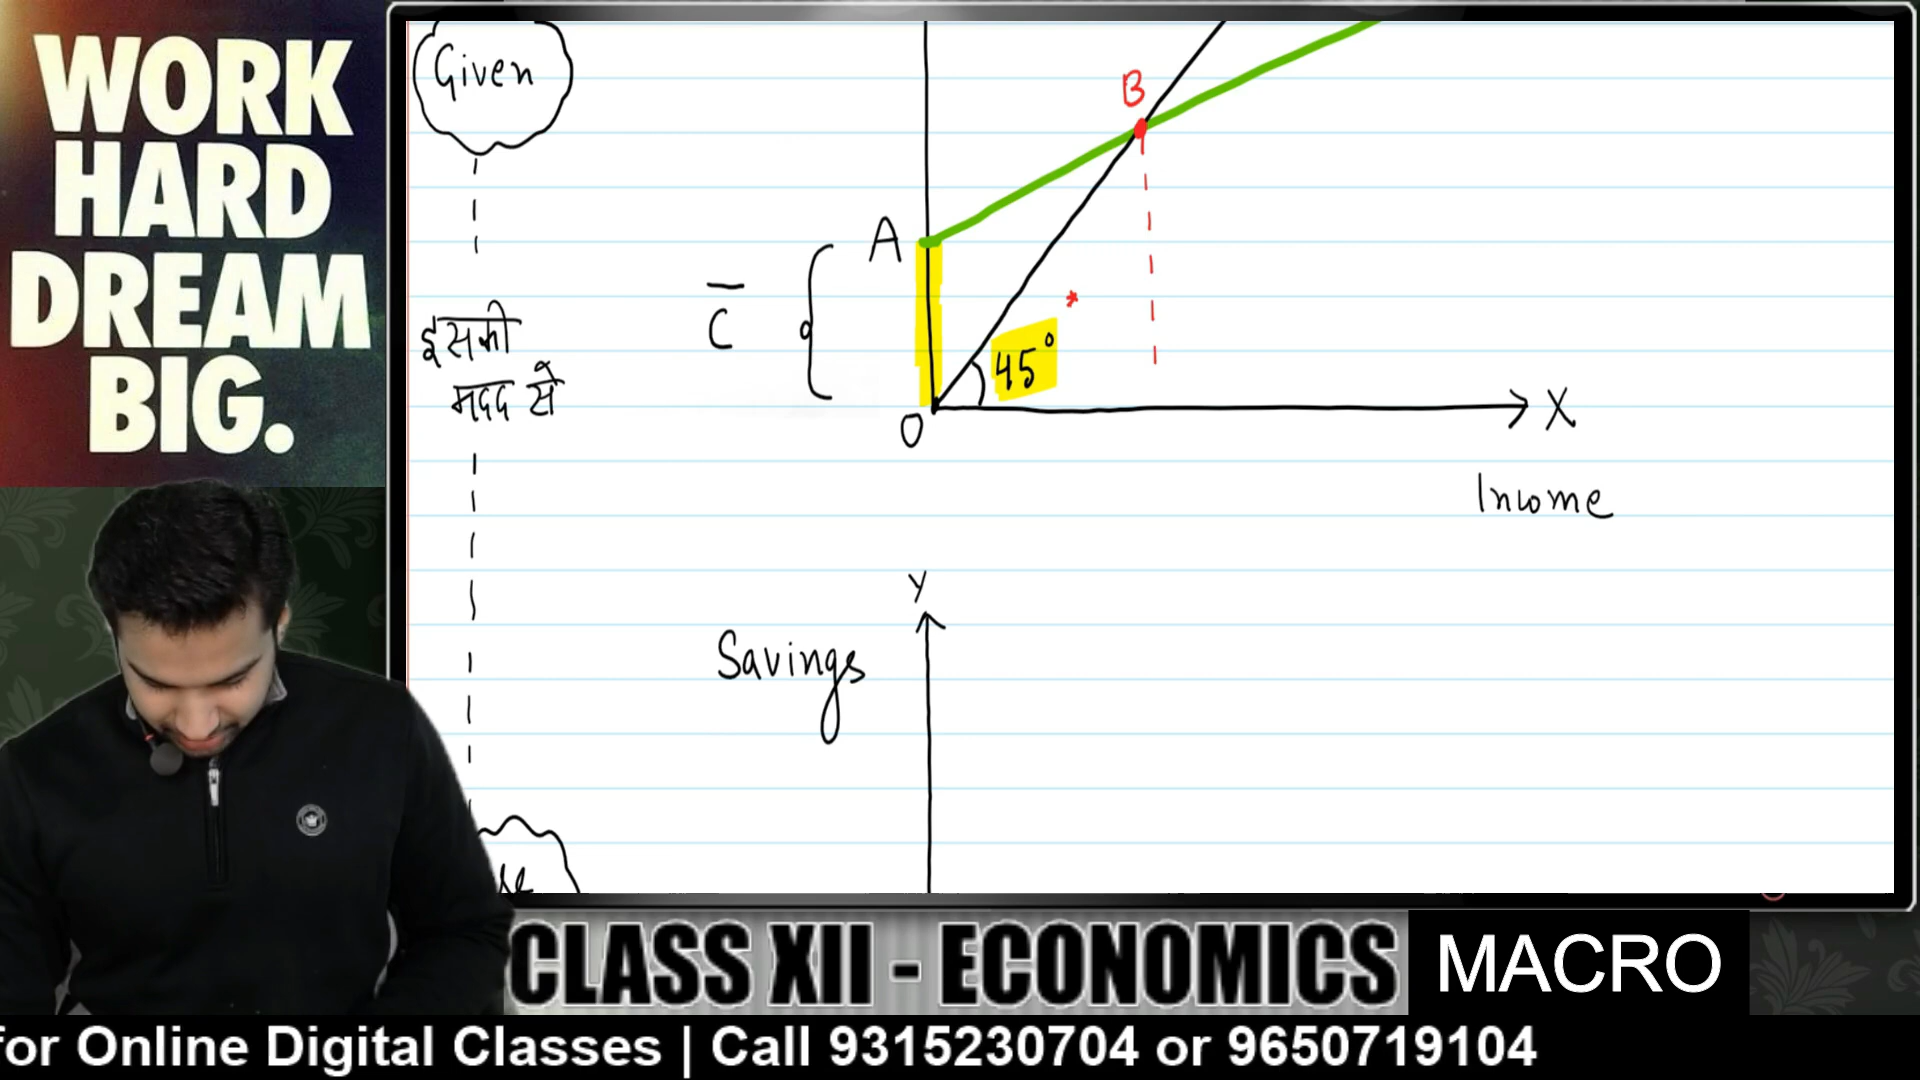 WORK
HARD
DREAM
BIG.
Given
B
A
C
इसकी
मदद से
45°
O
X
Income
Y
Savings
CLASS XII - ECONOMICS
MACRO
for Online Digital Classes | Call 9315230704 or 9650719104